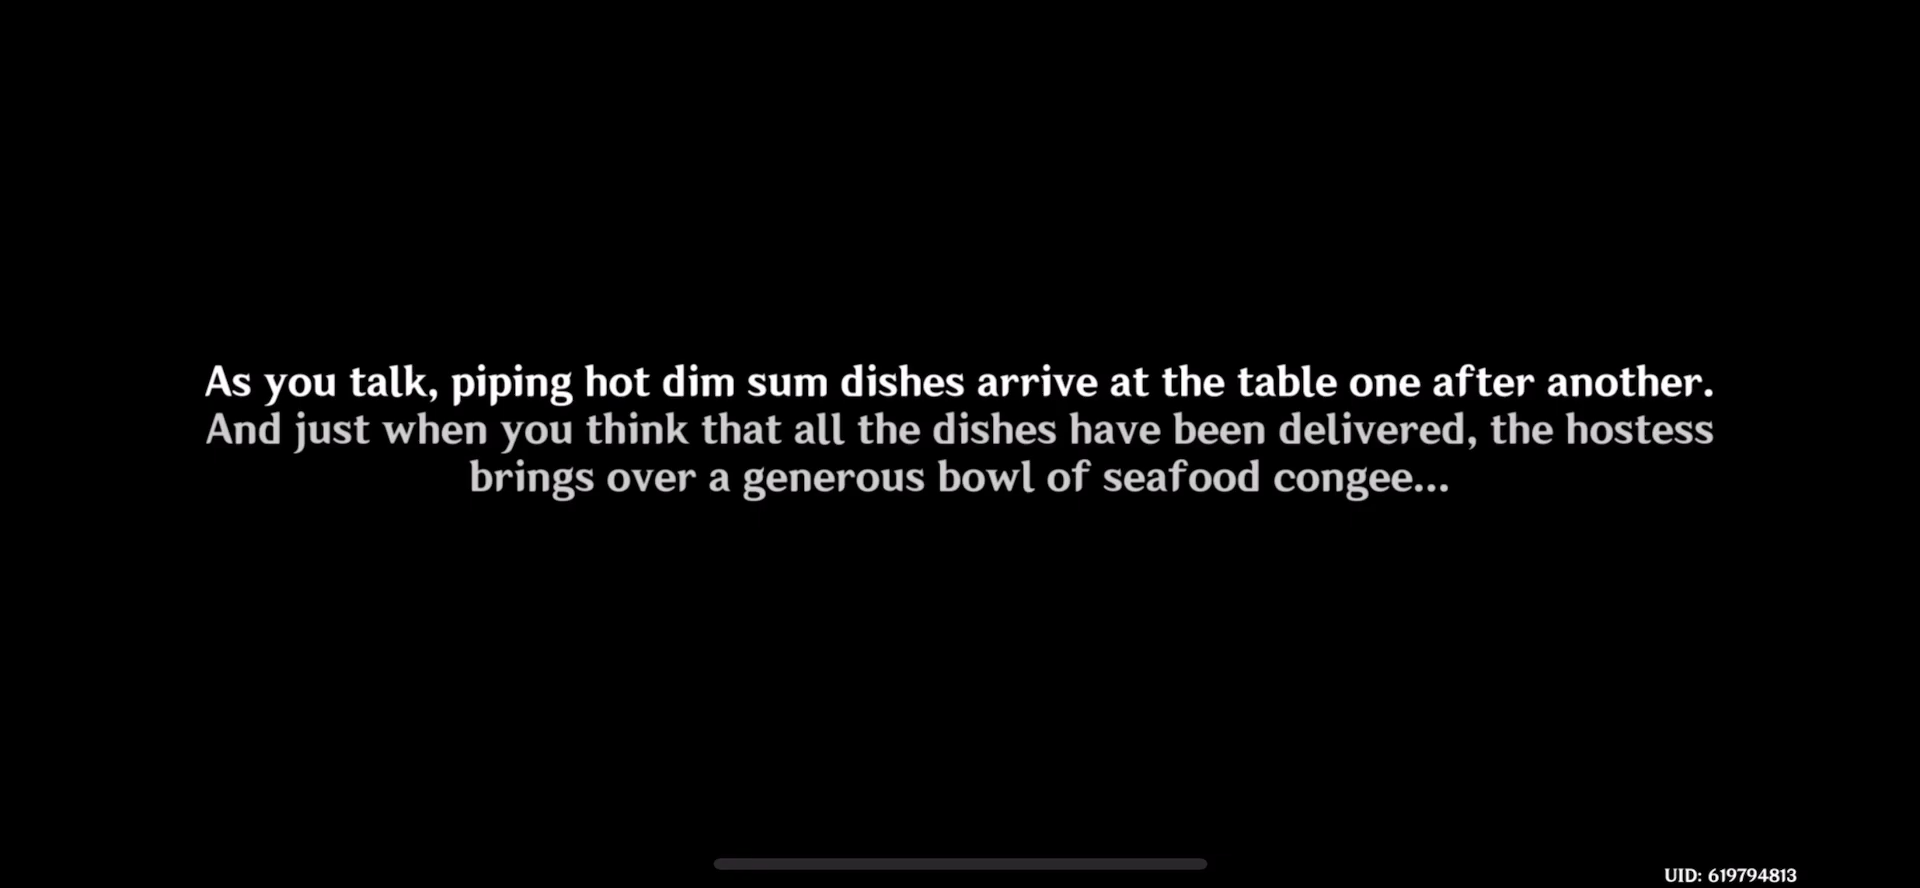 As you talk, piping hot dim sum dishes arrive at the table one after another.
And just when you think that all the dishes have been delivered, the hostess
brings over a generous bowl of seafood congee...
UID: 619794813